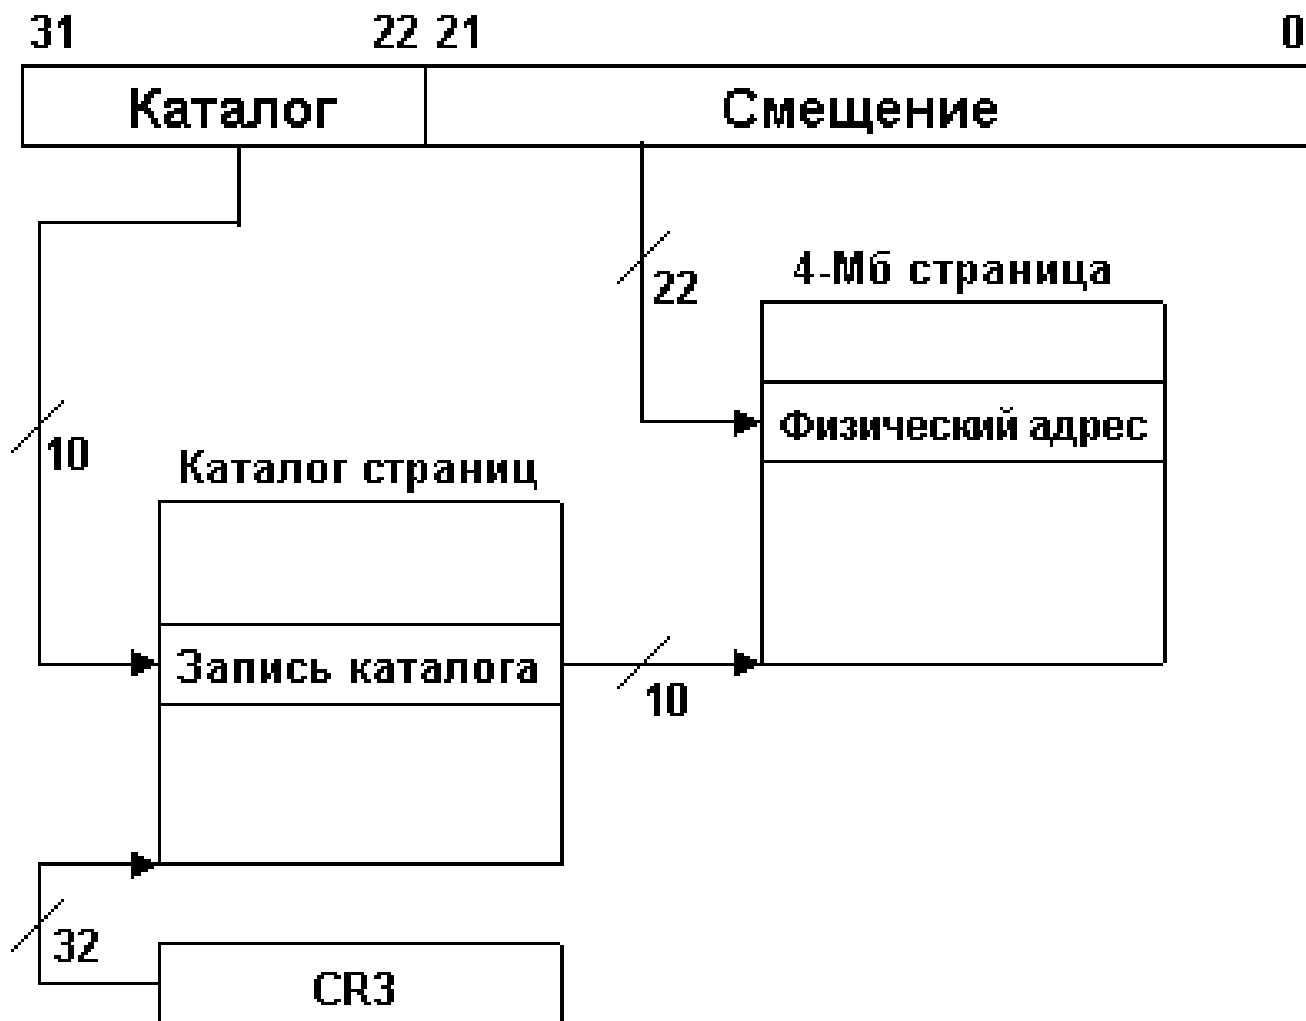 31 22 21 0
Каталог Смещение
4-Мб страница
22
Физический адрес
10
Каталог страниц
Запись каталога
10
32
CR3